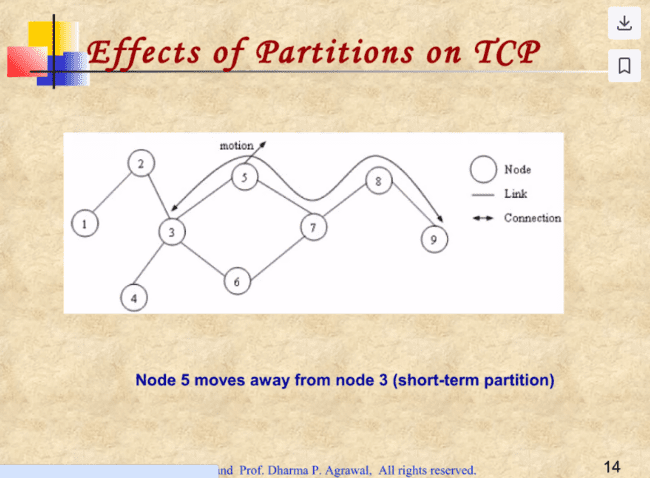 Effects of Partitions on TCP
motion
2
5
8
Node
Link
1
3
7
9
Connection
6
4
Node 5 moves away from node 3 (short-term partition)
and Prof. Dharma P. Agrawal, All rights reserved.
14